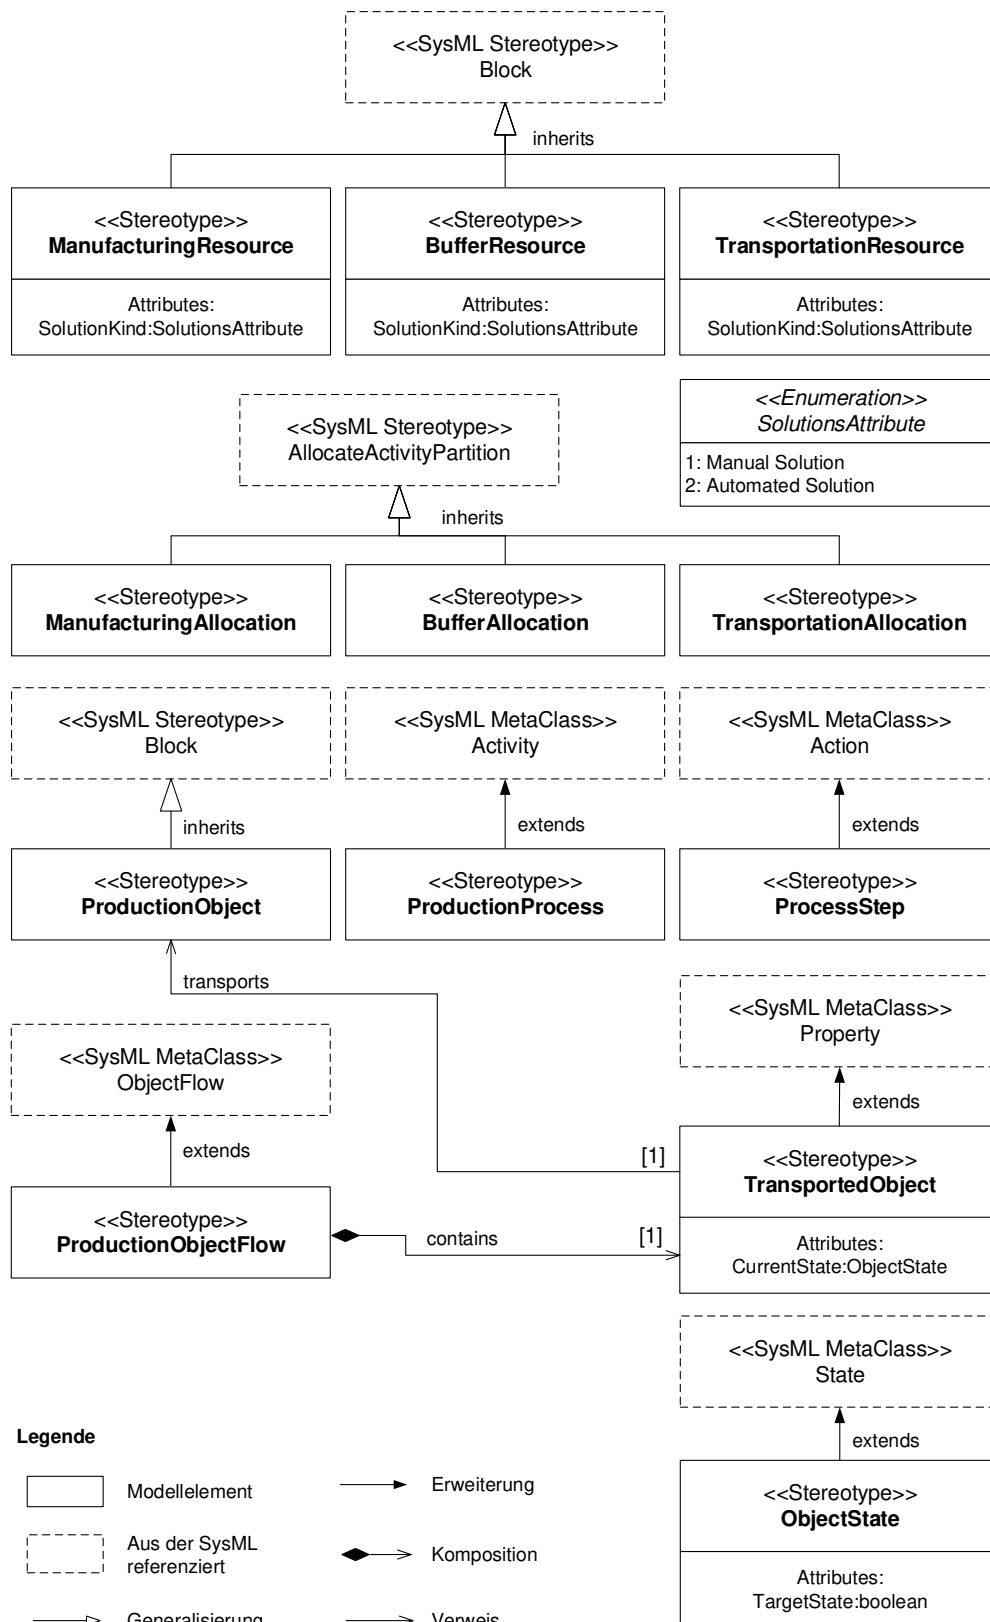 <<SysML Stereotype>>
Block
inherits
<<Stereotype>>
ManufacturingResource
Attributes:
SolutionKind:SolutionsAttribute
<<Stereotype>>
BufferResource
Attributes:
SolutionKind:SolutionsAttribute
<<Stereotype>>
TransportationResource
Attributes:
SolutionKind:SolutionsAttribute
<<Enumeration>>
SolutionsAttribute
1: Manual Solution
2: Automated Solution
<<SysML Stereotype>>
AllocateActivityPartition
inherits
<<Stereotype>>
ManufacturingAllocation
<<Stereotype>>
BufferAllocation
<<Stereotype>>
TransportationAllocation
<<SysML Stereotype>>
Block
inherits
<<Stereotype>>
ProductionObject
<<SysML MetaClass>>
Activity
extends
<<Stereotype>>
ProductionProcess
<<SysML MetaClass>>
Action
extends
<<Stereotype>>
ProcessStep
transports
<<SysML MetaClass>>
Property
extends
<<SysML MetaClass>>
ObjectFlow
extends
[1]
<<Stereotype>>
TransportedObject
Attributes:
CurrentState:ObjectState
<<Stereotype>>
ProductionObjectFlow
contains
[1]
<<SysML MetaClass>>
State
extends
<<Stereotype>>
ObjectState
Attributes:
TargetState:boolean
Legende
Modellelement
Erweiterung
Aus der SysML
referenziert
Komposition
Generalisierung
Verweis